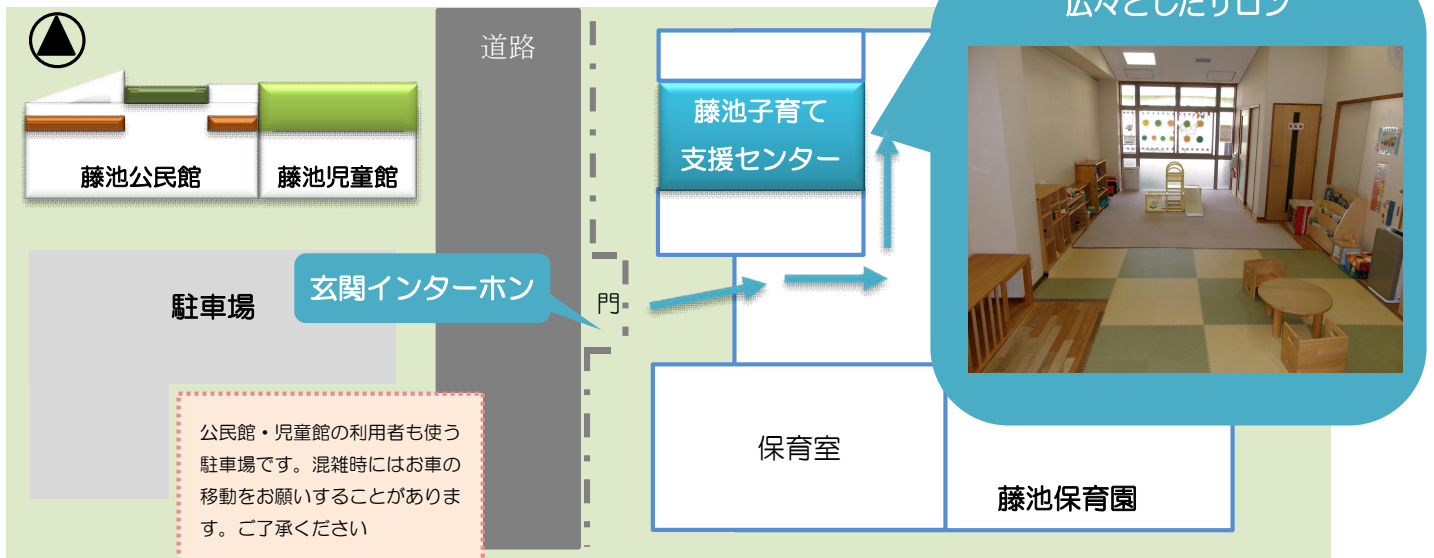 広々としたサロン
道路
藤池子育て
支援センター
藤池公民館
藤池児童館
玄関インターホン
門
駐車場
公民館・児童館の利用者も使う
駐車場です。混雑時にはお車の
移動をお願いすることがありま
す。ご了承ください
保育室
藤池保育園